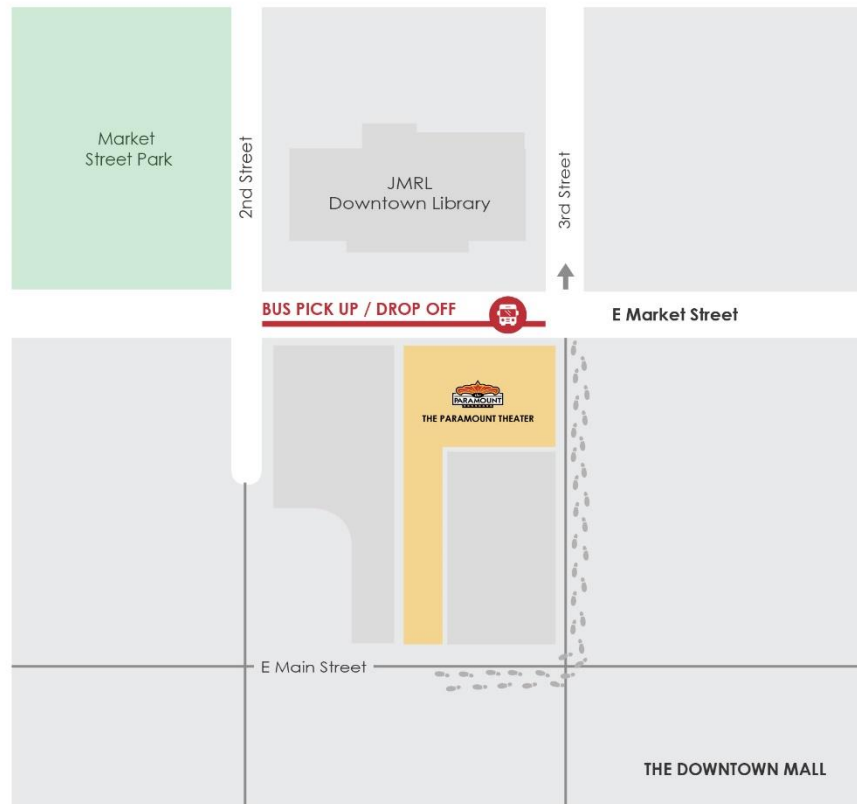 Market
Street Park
2nd Street
JMRL
Downtown Library
3rd Street
BUS PICK UP / DROP OFF
E Market Street
PARAMOUNT
THE PARAMOUNT THEATER
E Main Street
THE DOWNTOWN MALL